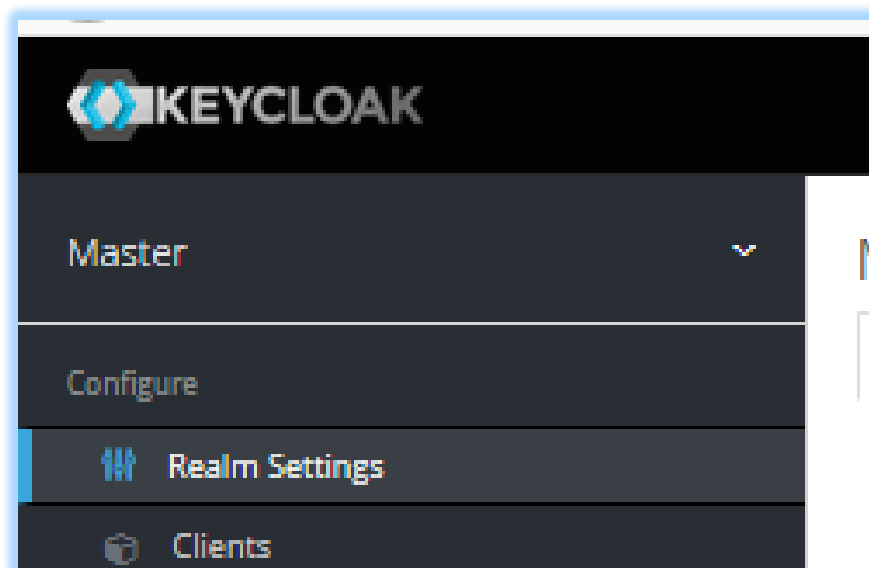 KEYCLOAK
Master
Configure
Realm Settings
Clients